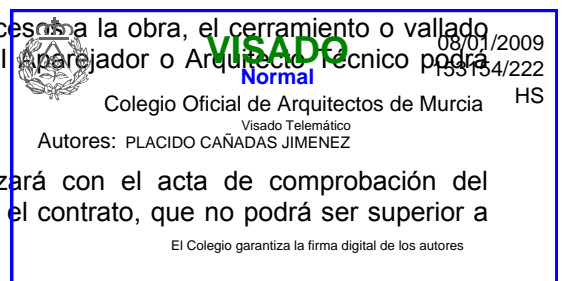 cesos a la obra, el cerramiento o vallado
VISADO
08/01/2009
l Aparejador o Arquitecto Técnico podrá
153154/222
Normal
HS
Colegio Oficial de Arquitectos de Murcia
Visado Telemático
Autores: PLACIDO CAÑADAS JIMENEZ
zará con el acta de comprobación del
el contrato, que no podrá ser superior a
El Colegio garantiza la firma digital de los autores